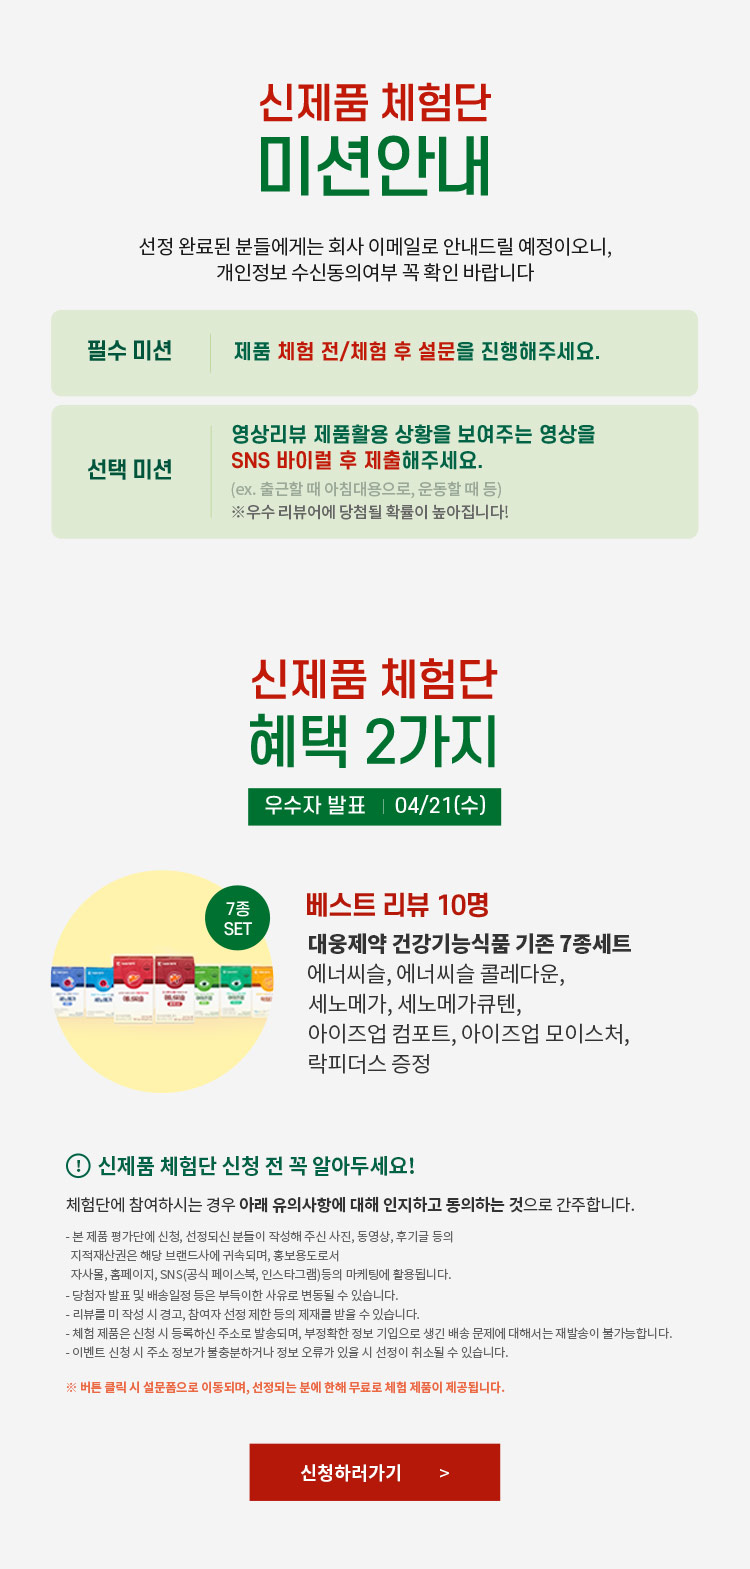 신제품 체험단
미션안내
선정 완료된 분들에게는 회사 이메일로 안내드릴 예정이오니,
개인정보 수신동의여부 꼭 확인 바랍니다
필수 미션
제품 체험 전/체험 후 설문을 진행해주세요.
선택 미션
영상리뷰 제품활용 상황을 보여주는 영상을
SNS 바이럴 후 제출해주세요.
(ex. 출근할 때 아침대용으로, 운동할 때 등)
※우수 리뷰어에 당첨될 확률이 높아집니다!
신제품 체험단
혜택 2가지
우수자 발표 | 04/21(수)
7종
SET
베스트 리뷰 10명
대웅제약 건강기능식품 기존 7종세트
에너씨슬, 에너씨슬 콜레다운,
세노메가, 세노메가큐텐,
아이즈업 컴포트, 아이즈업 모이스처,
락피더스 증정
! 신제품 체험단 신청 전 꼭 알아두세요!
체험단에 참여하시는 경우 아래 유의사항에 대해 인지하고 동의하는 것으로 간주합니다.
- 본 제품 평가단에 신청, 선정되신 분들이 작성해 주신 사진, 동영상, 후기글 등의
지적재산권은 해당 브랜드사에 귀속되며, 홍보용도로서
자사몰, 홈페이지, SNS(공식 페이스북, 인스타그램)등의 마케팅에 활용됩니다.
- 당첨자 발표 및 배송일정 등은 부득이한 사유로 변동될 수 있습니다.
- 리뷰를 미 작성 시 경고, 참여자 선정 제한 등의 제재를 받을 수 있습니다.
- 체험 제품은 신청 시 등록하신 주소로 발송되며, 부정확한 정보 기입으로 생긴 배송 문제에 대해서는 재발송이 불가능합니다.
- 이벤트 신청 시 주소 정보가 불충분하거나 정보 오류가 있을 시 선정이 취소될 수 있습니다.
※ 버튼 클릭 시 설문폼으로 이동되며, 선정되는 분에 한해 무료로 체험 제품이 제공됩니다.
신청하러가기 >